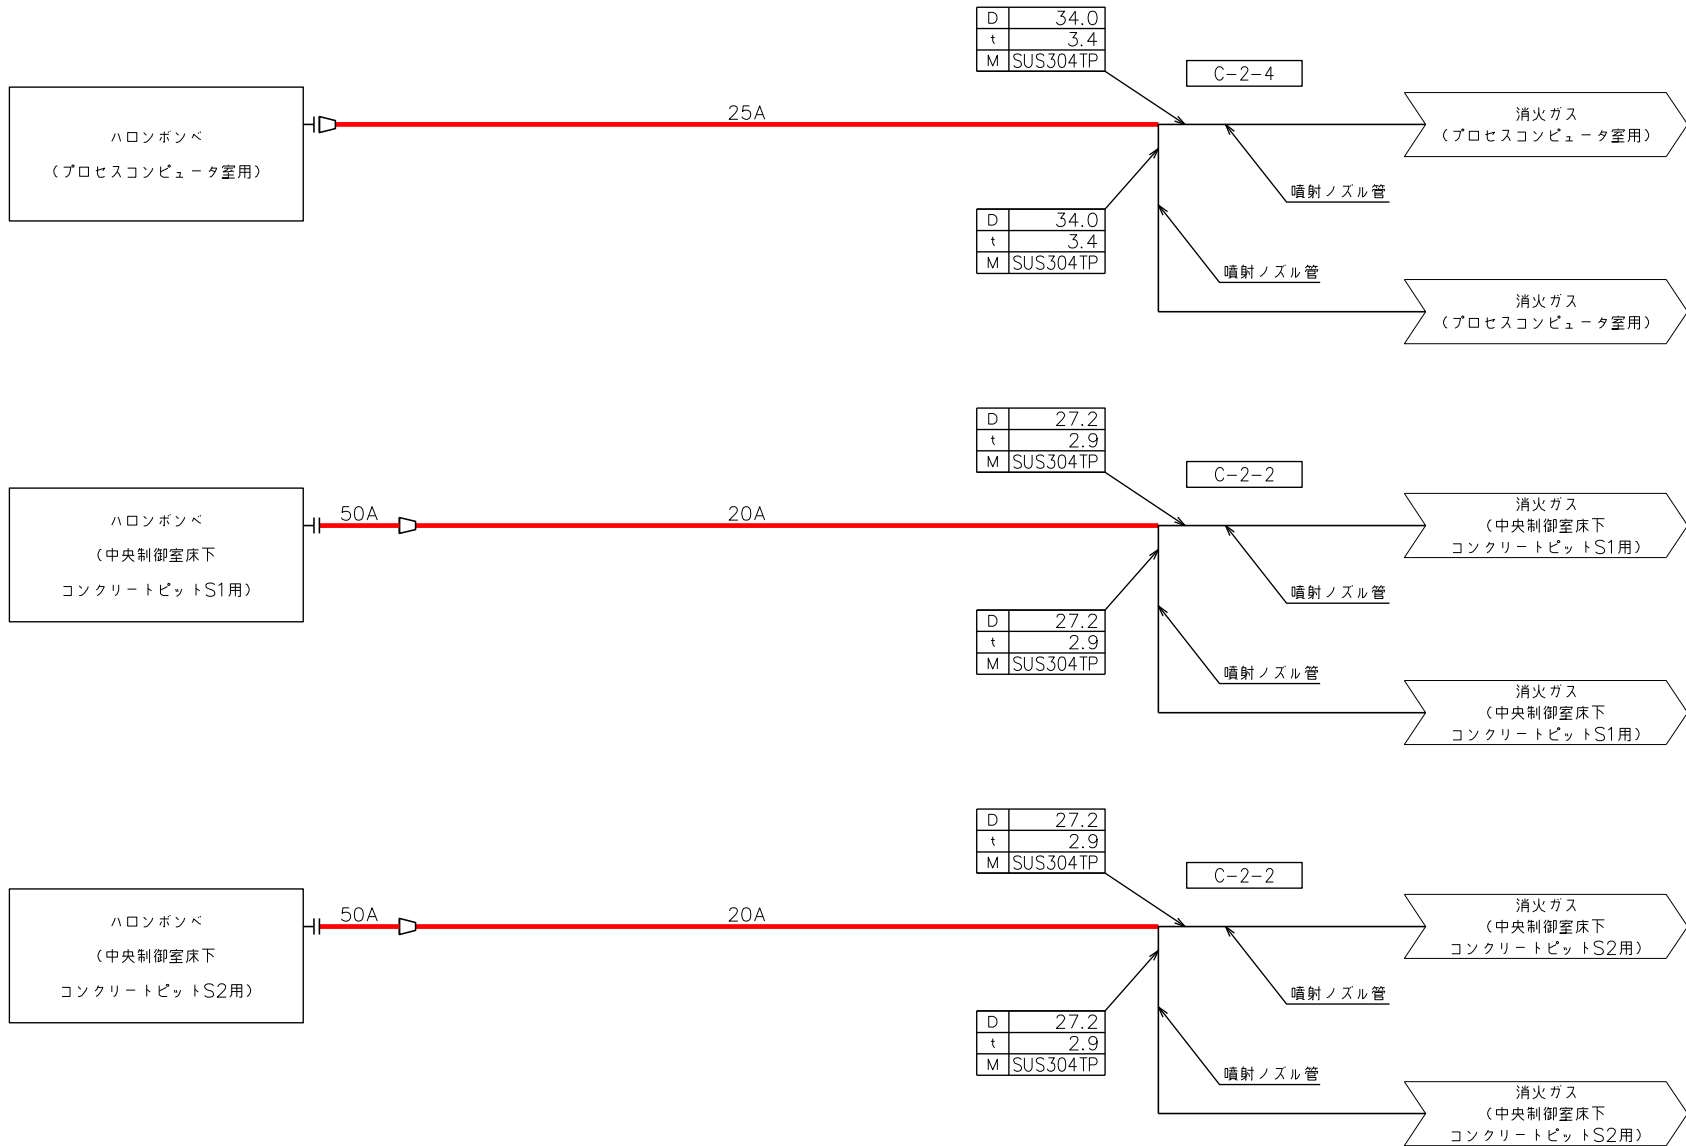 D 34.0
t 3.4
M SUS304TP
C-2-4
25A
ハロンボンベ
(プロセスコンピュータ室用)
消火ガス
(プロセスコンピュータ室用)
噴射ノズル管
D 34.0
t 3.4
M SUS304TP
噴射ノズル管
消火ガス
(プロセスコンピュータ室用)
D 27.2
t 2.9
M SUS304TP
C-2-2
50A
20A
ハロンボンベ
(中央制御室床下
コンクリートピットS1用)
消火ガス
(中央制御室床下
コンクリートピットS1用)
噴射ノズル管
D 27.2
t 2.9
M SUS304TP
噴射ノズル管
消火ガス
(中央制御室床下
コンクリートピットS1用)
D 27.2
t 2.9
M SUS304TP
C-2-2
50A
20A
ハロンボンベ
(中央制御室床下
コンクリートピットS2用)
消火ガス
(中央制御室床下
コンクリートピットS2用)
噴射ノズル管
D 27.2
t 2.9
M SUS304TP
噴射ノズル管
消火ガス
(中央制御室床下
コンクリートピットS2用)